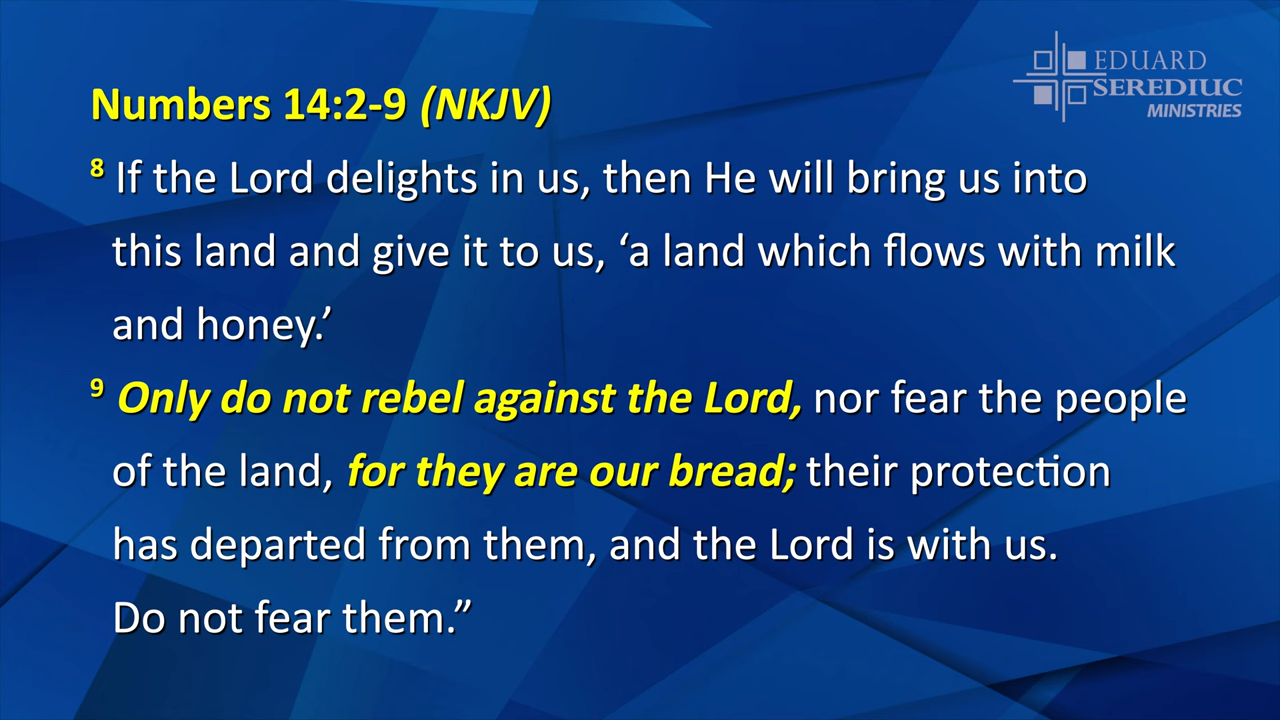 EDUARD
SEREDIUC
MINISTRIES
Numbers 14:2-9 (NKJV)
8 If the Lord delights in us, then He will bring us into
this land and give it to us, ‘a land which flows with milk
and honey.’
9 Only do not rebel against the Lord, nor fear the people
of the land, for they are our bread; their protection
has departed from them, and the Lord is with us.
Do not fear them.”